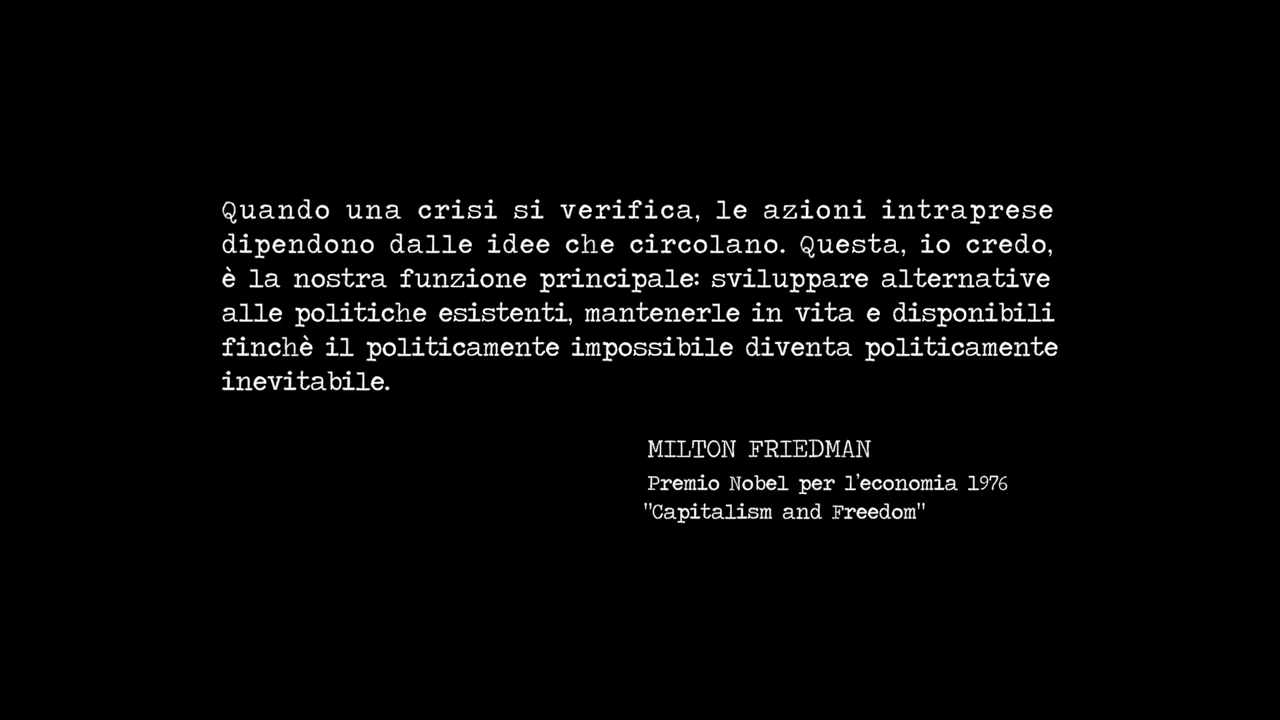 Quando una crisi si verifica, le azioni intraprese
dipendono dalle idee che circolano. Questa, io credo,
è la nostra funzione principale: sviluppare alternative
alle politiche esistenti, mantenerle in vita e disponibili
finchè il politicamente impossibile diventa politicamente
inevitabile.
MILTON FRIEDMAN
Premio Nobel per l'economia 1976
"Capitalism and Freedom"